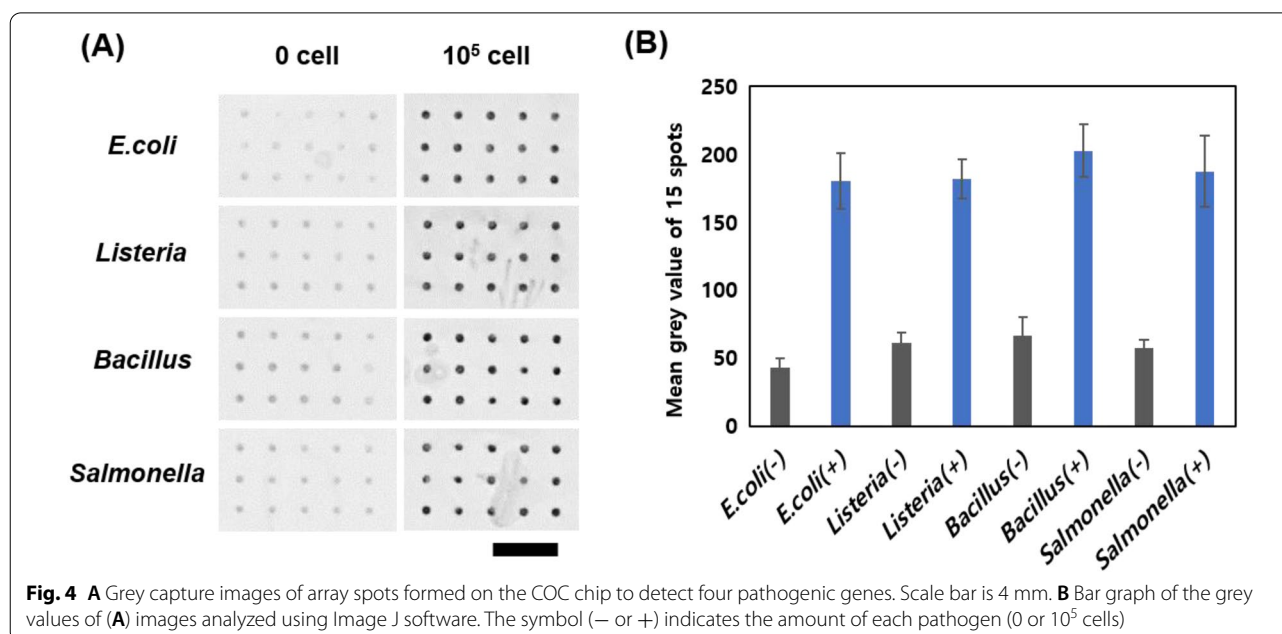 (A)
0 cell
10⁵ cell
E.coli
Listeria
Bacillus
Salmonella
(B)
Mean grey value of 15 spots
250
200
150
100
50
0
E.coli(-)
E.coli(+)
Listeria(-)
Listeria(+)
Bacillus(-)
Bacillus(+)
Salmonella(-)
Salmonella(+)
Fig. 4 A Grey capture images of array spots formed on the COC chip to detect four pathogenic genes. Scale bar is 4 mm. B Bar graph of the grey
values of (A) images analyzed using Image J software. The symbol (− or +) indicates the amount of each pathogen (0 or 10⁵ cells)